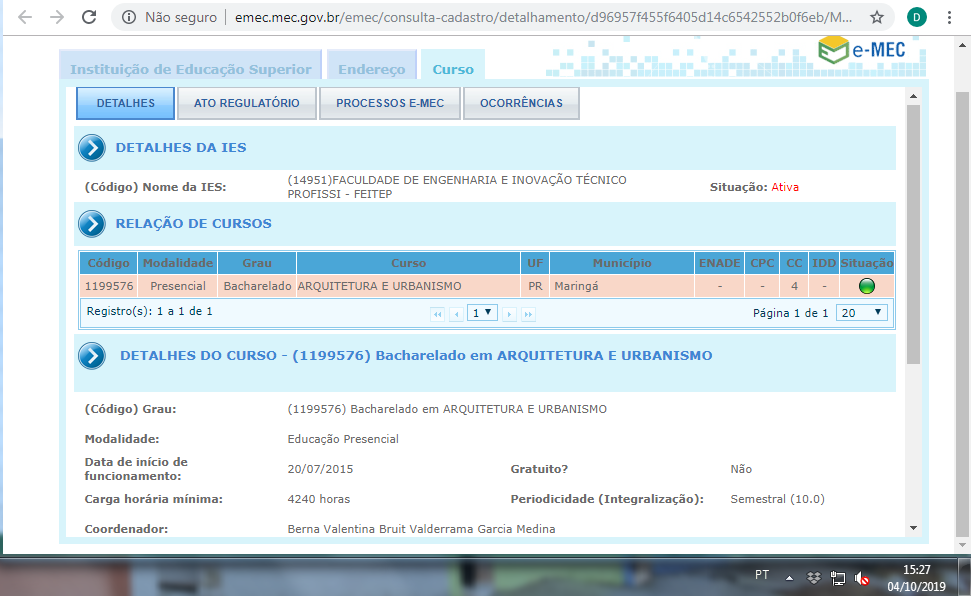 Não seguro | emec.mec.gov.br/emec/consulta-cadastro/detalhamento/d96957f455f6405d14c6542552b0f6eb/M...
D
e-MEC
Instituição de Educação Superior Endereço Curso
DETALHES ATO REGULATÓRIO PROCESSOS E-MEC OCORRÊNCIAS
DETALHES DA IES
(Código) Nome da IES: (14951)FACULDADE DE ENGENHARIA E INOVAÇÃO TÉCNICO PROFISSI - FEITEP Situação: Ativa
RELAÇÃO DE CURSOS
Código Modalidade Grau Curso UF Município ENADE CPC CC IDD Situação
1199576 Presencial Bacharelado ARQUITETURA E URBANISMO PR Maringá - - 4 -
Registro(s): 1 a 1 de 1 1 Página 1 de 1 20
DETALHES DO CURSO - (1199576) Bacharelado em ARQUITETURA E URBANISMO
(Código) Grau: (1199576) Bacharelado em ARQUITETURA E URBANISMO
Modalidade: Educação Presencial
Data de início de funcionamento: 20/07/2015 Gratuito? Não
Carga horária mínima: 4240 horas Periodicidade (Integralização): Semestral (10.0)
Coordenador: Berna Valentina Bruit Valderrama Garcia Medina
PT 15:27
04/10/2019